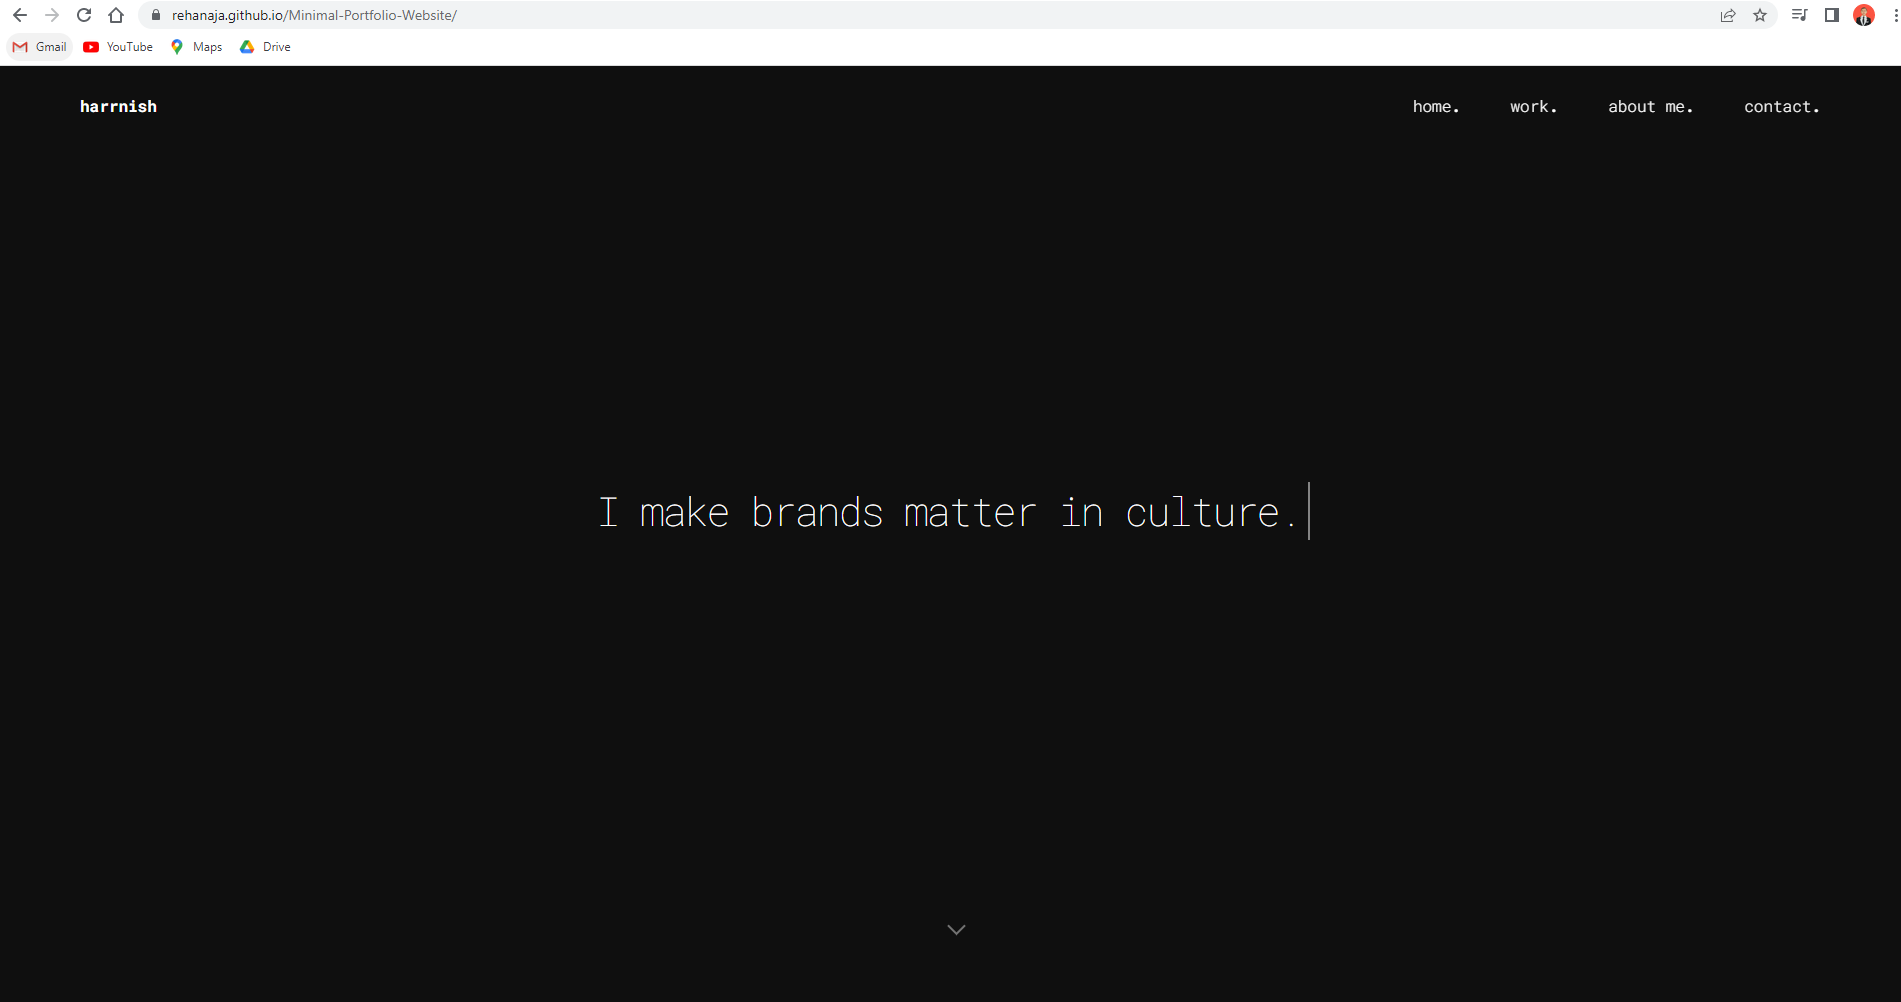 rehanaja.github.io/Minimal-Portfolio-Website/
Gmail YouTube Maps Drive
harrnish home. work. about me. contact.
I make brands matter in culture.